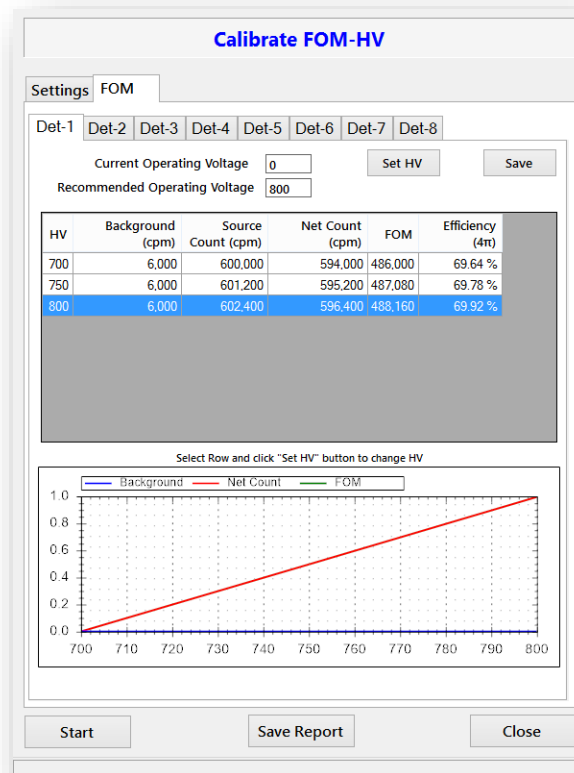 Calibrate FOM-HV
Settings FOM
Det-1 Det-2 Det-3 Det-4 Det-5 Det-6 Det-7 Det-8
Current Operating Voltage 0 Set HV Save
Recommended Operating Voltage 800
HV Background (cpm) Source Count (cpm) Net Count (cpm) FOM Efficiency (4π)
700 6,000 600,000 594,000 486,000 69.64 %
750 6,000 601,200 595,200 487,080 69.78 %
800 6,000 602,400 596,400 488,160 69.92 %
Select Row and click "Set HV" button to change HV
Background Net Count FOM
1.0
0.8
0.6
0.4
0.2
0.0
700 710 720 730 740 750 760 770 780 790 800
Start Save Report Close